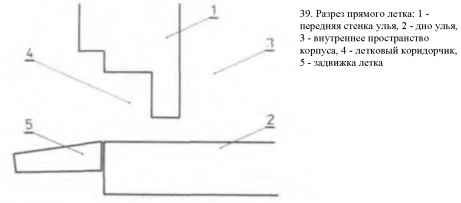 1
2
3
4
5
39. Разрез прямого летка: 1 -
передняя стенка улья, 2 - дно улья,
3 - внутреннее пространство
корпуса, 4 - летковый коридорчик,
5 - задвижка летка